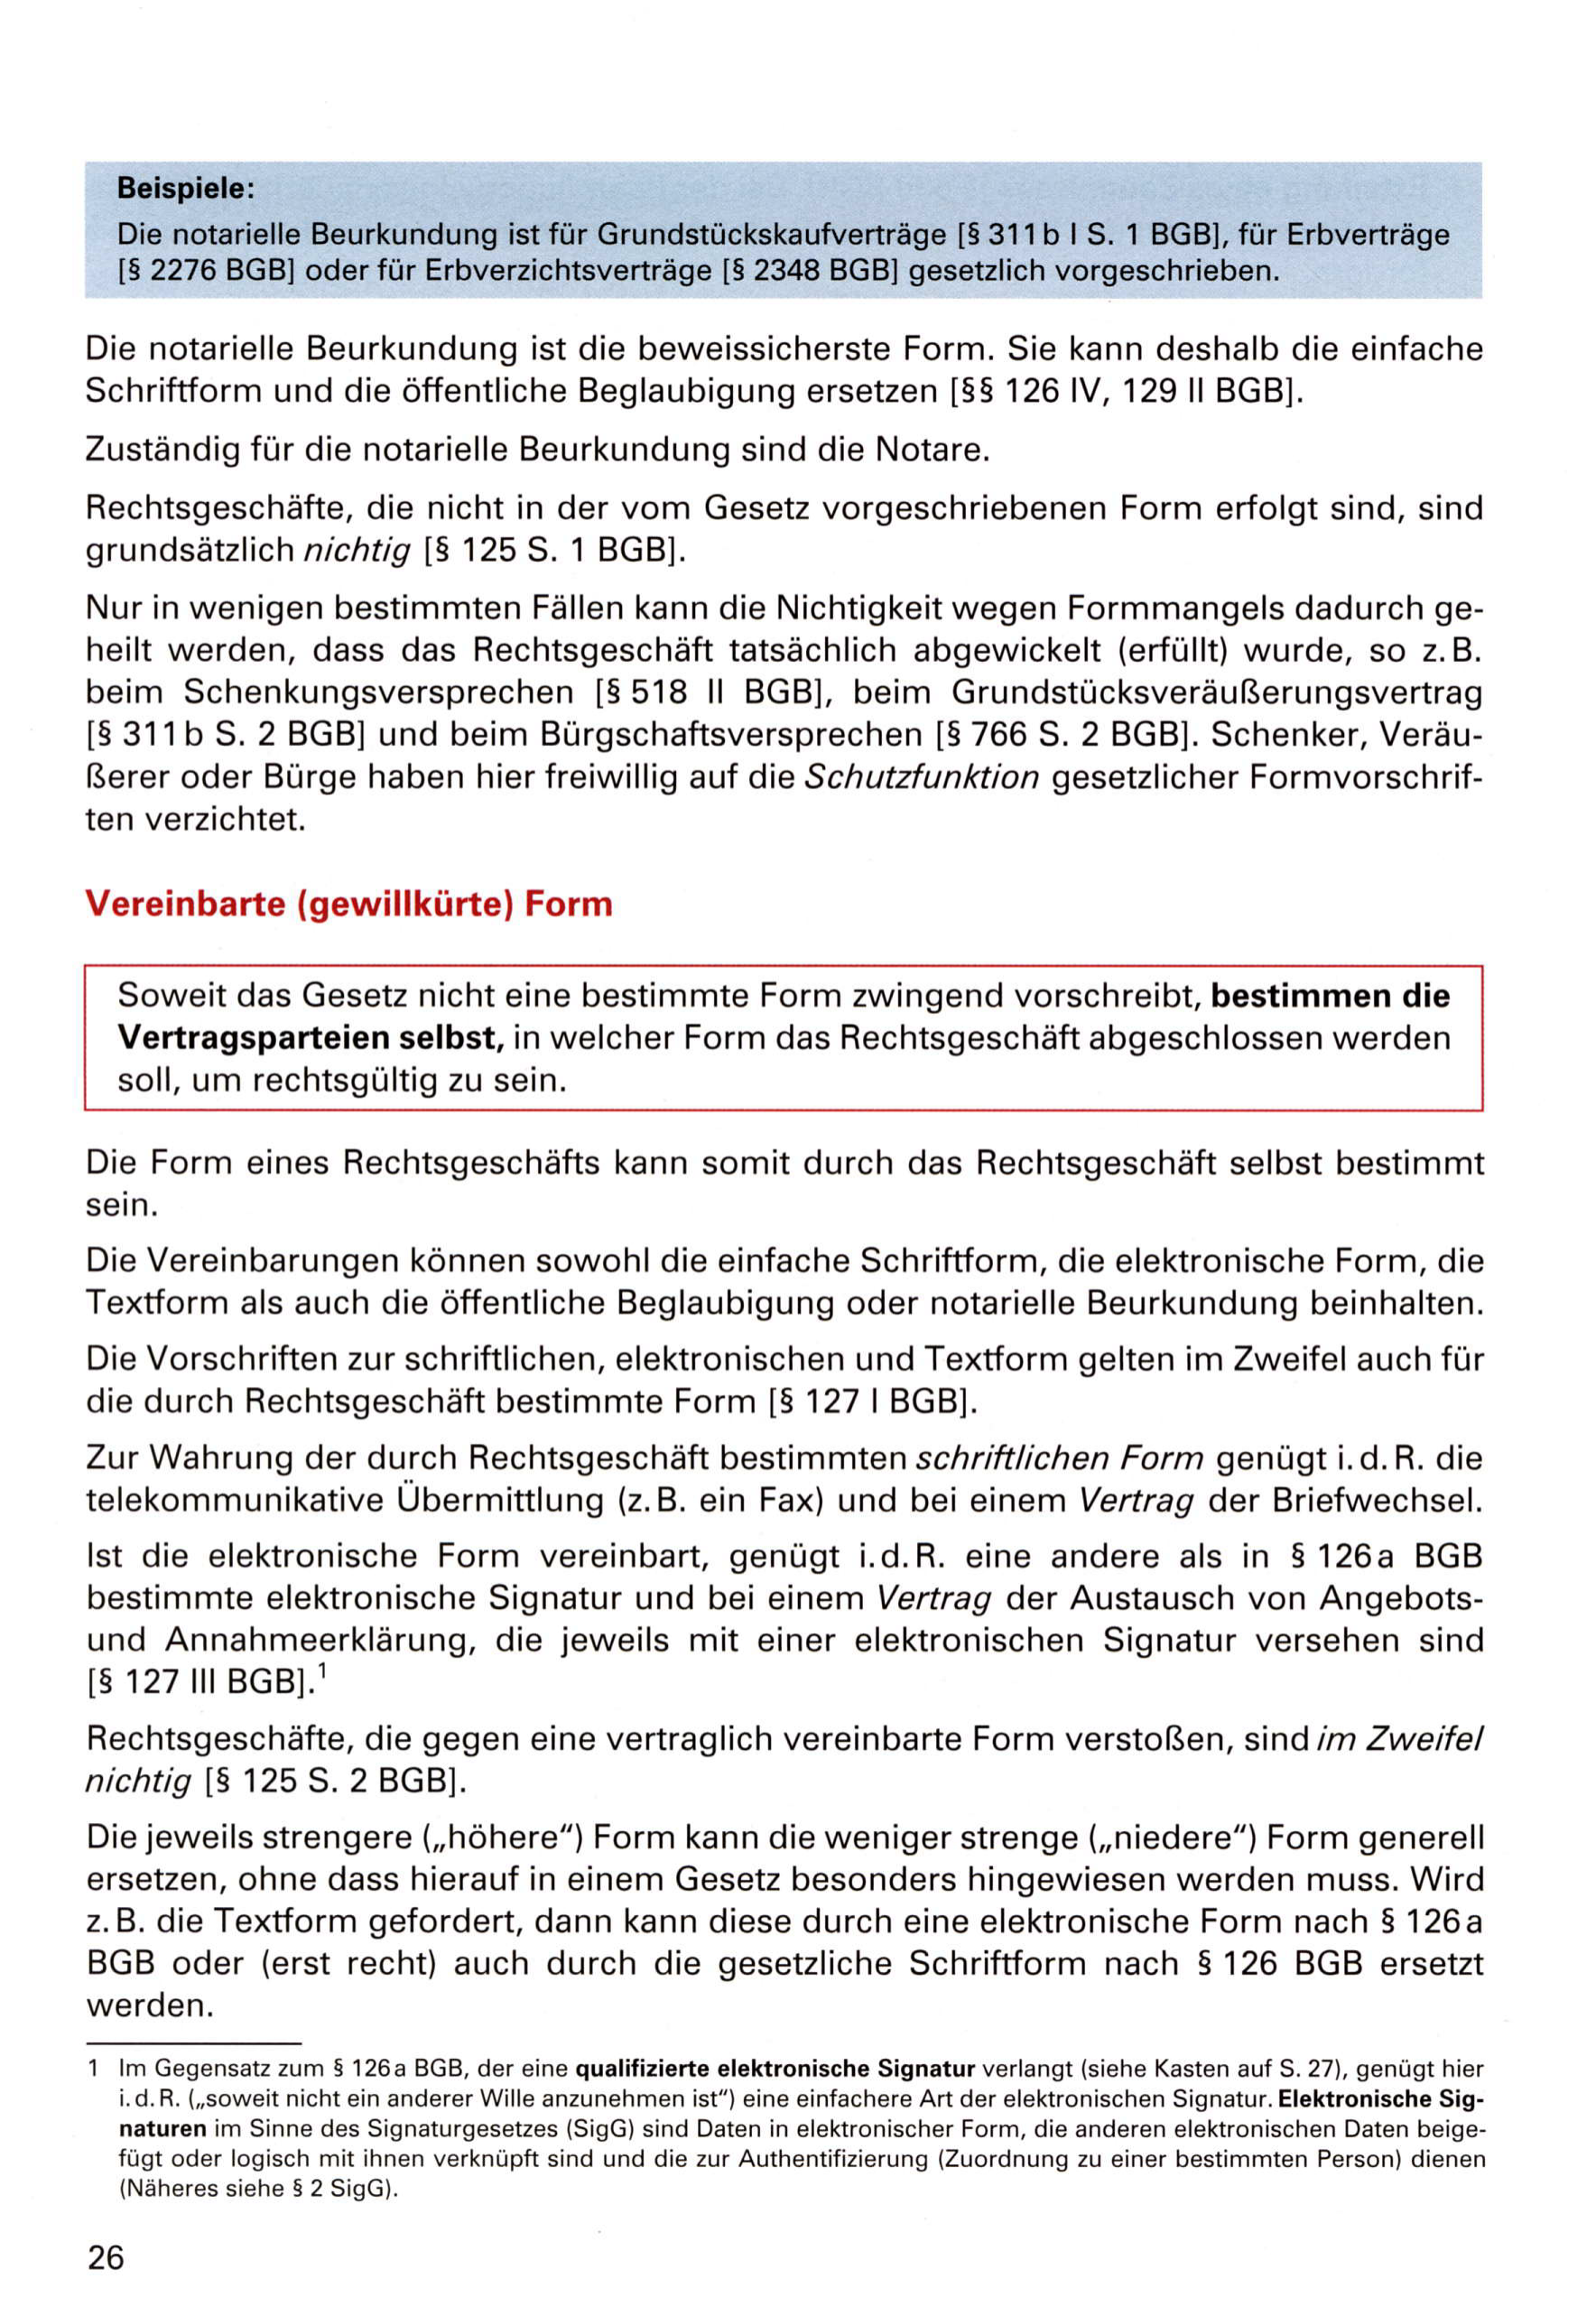 Beispiele:
Die notarielle Beurkundung ist für Grundstückskaufverträge [§ 311 b I S. 1 BGB], für Erbverträge
[§ 2276 BGB] oder für Erbverzichtsverträge [§ 2348 BGB] gesetzlich vorgeschrieben.
Die notarielle Beurkundung ist die beweissicherste Form. Sie kann deshalb die einfache
Schriftform und die öffentliche Beglaubigung ersetzen [§§ 126 IV, 129 II BGB].
Zuständig für die notarielle Beurkundung sind die Notare.
Rechtsgeschäfte, die nicht in der vom Gesetz vorgeschriebenen Form erfolgt sind, sind
grundsätzlich nichtig [§ 125 S. 1 BGB].
Nur in wenigen bestimmten Fällen kann die Nichtigkeit wegen Formmangels dadurch ge-
heilt werden, dass das Rechtsgeschäft tatsächlich abgewickelt (erfüllt) wurde, so z. B.
beim Schenkungsversprechen [§ 518 II BGB], beim Grundstücksveräußerungsvertrag
[§ 311 b S. 2 BGB] und beim Bürgschaftsversprechen [§ 766 S. 2 BGB]. Schenker, Veräu-
ßerer oder Bürge haben hier freiwillig auf die Schutzfunktion gesetzlicher Formvorschrif-
ten verzichtet.
Vereinbarte (gewillkürte) Form
Soweit das Gesetz nicht eine bestimmte Form zwingend vorschreibt, bestimmen die
Vertragsparteien selbst, in welcher Form das Rechtsgeschäft abgeschlossen werden
soll, um rechtsgültig zu sein.
Die Form eines Rechtsgeschäfts kann somit durch das Rechtsgeschäft selbst bestimmt
sein.
Die Vereinbarungen können sowohl die einfache Schriftform, die elektronische Form, die
Textform als auch die öffentliche Beglaubigung oder notarielle Beurkundung beinhalten.
Die Vorschriften zur schriftlichen, elektronischen und Textform gelten im Zweifel auch für
die durch Rechtsgeschäft bestimmte Form [§ 127 I BGB].
Zur Wahrung der durch Rechtsgeschäft bestimmten schriftlichen Form genügt i. d. R. die
telekommunikative Übermittlung (z. B. ein Fax) und bei einem Vertrag der Briefwechsel.
Ist die elektronische Form vereinbart, genügt i. d. R. eine andere als in § 126 a BGB
bestimmte elektronische Signatur und bei einem Vertrag der Austausch von Angebots-
und Annahmeerklärung, die jeweils mit einer elektronischen Signatur versehen sind
[§ 127 III BGB].1
Rechtsgeschäfte, die gegen eine vertraglich vereinbarte Form verstoßen, sind im Zweifel
nichtig [§ 125 S. 2 BGB].
Die jeweils strengere („höhere") Form kann die weniger strenge („niedere") Form generell
ersetzen, ohne dass hierauf in einem Gesetz besonders hingewiesen werden muss. Wird
z. B. die Textform gefordert, dann kann diese durch eine elektronische Form nach § 126 a
BGB oder (erst recht) auch durch die gesetzliche Schriftform nach § 126 BGB ersetzt
werden.
1 Im Gegensatz zum § 126 a BGB, der eine qualifizierte elektronische Signatur verlangt (siehe Kasten auf S. 27), genügt hier
i. d. R. („soweit nicht ein anderer Wille anzunehmen ist") eine einfachere Art der elektronischen Signatur. Elektronische Sig-
naturen im Sinne des Signaturgesetzes (SigG) sind Daten in elektronischer Form, die anderen elektronischen Daten beige-
fügt oder logisch mit ihnen verknüpft sind und die zur Authentifizierung (Zuordnung zu einer bestimmten Person) dienen
(Näheres siehe § 2 SigG).
26